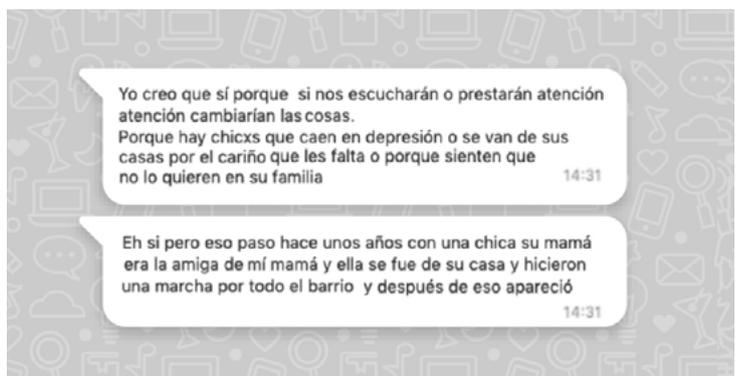 Yo creo que sí porque si nos escucharán o prestarán atención
atención cambiarían las cosas.
Porque hay chicxs que caen en depresión o se van de sus
casas por el cariño que les falta o porque sienten que
no lo quieren en su familia
14:31
Eh si pero eso paso hace unos años con una chica su mamá
era la amiga de mí mamá y ella se fue de su casa y hicieron
una marcha por todo el barrio y después de eso apareció
14:31